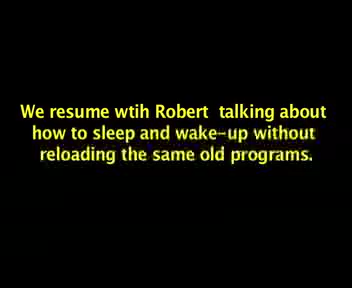 We resume wtih Robert  talking about
how to sleep and wake-up without
reloading the same old programs.